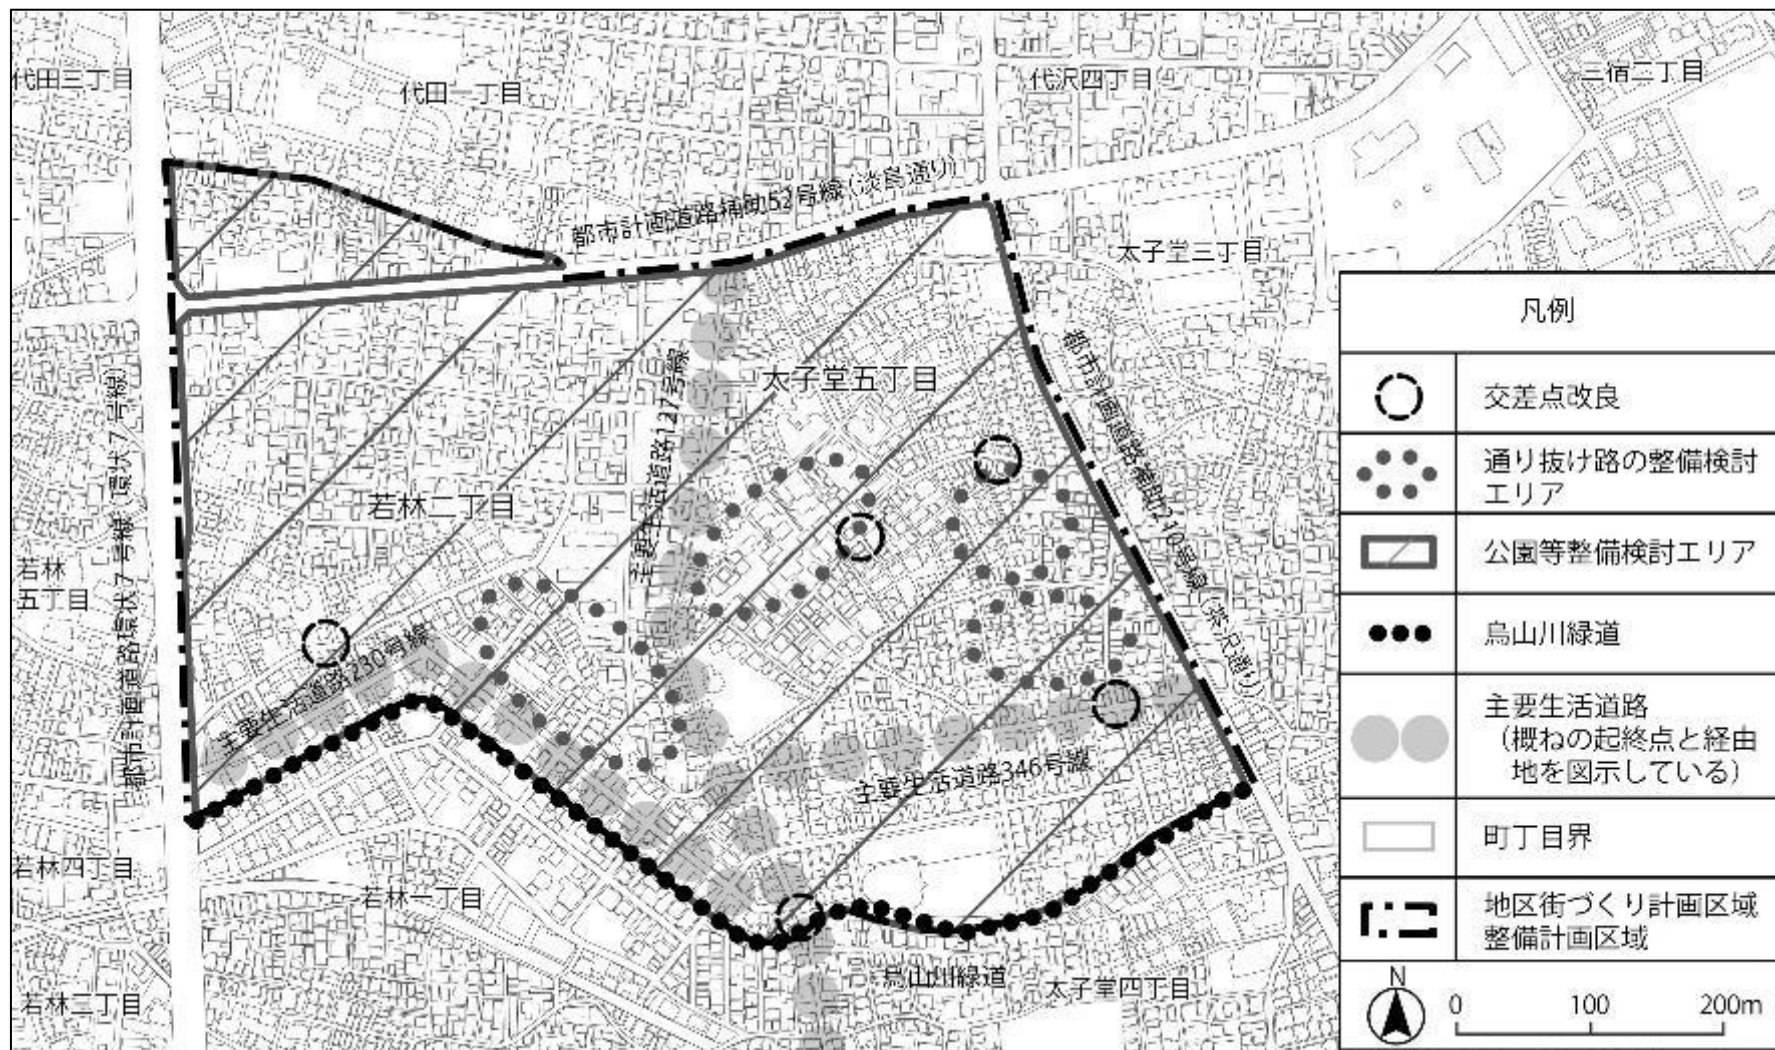 代田三丁目
代田一丁目
代沢四丁目
三宿二丁目
都市計画道路補助52号線（淡島通り）
太子堂三丁目
都市計画道路環状7号線（環状7号線）
主要生活道路127号線
太子堂五丁目
都市計画道路補助210号線（茶沢通り）
若林二丁目
若林
五丁目
主要生活道路230号線
主要生活道路346号線
若林四丁目
若林一丁目
烏山川緑道
太子堂四丁目
若林三丁目
凡例
交差点改良
通り抜け路の整備検討
エリア
公園等整備検討エリア
烏山川緑道
主要生活道路
（概ねの起終点と経由
地を図示している）
町丁目界
地区街づくり計画区域
整備計画区域
N
0 100 200m